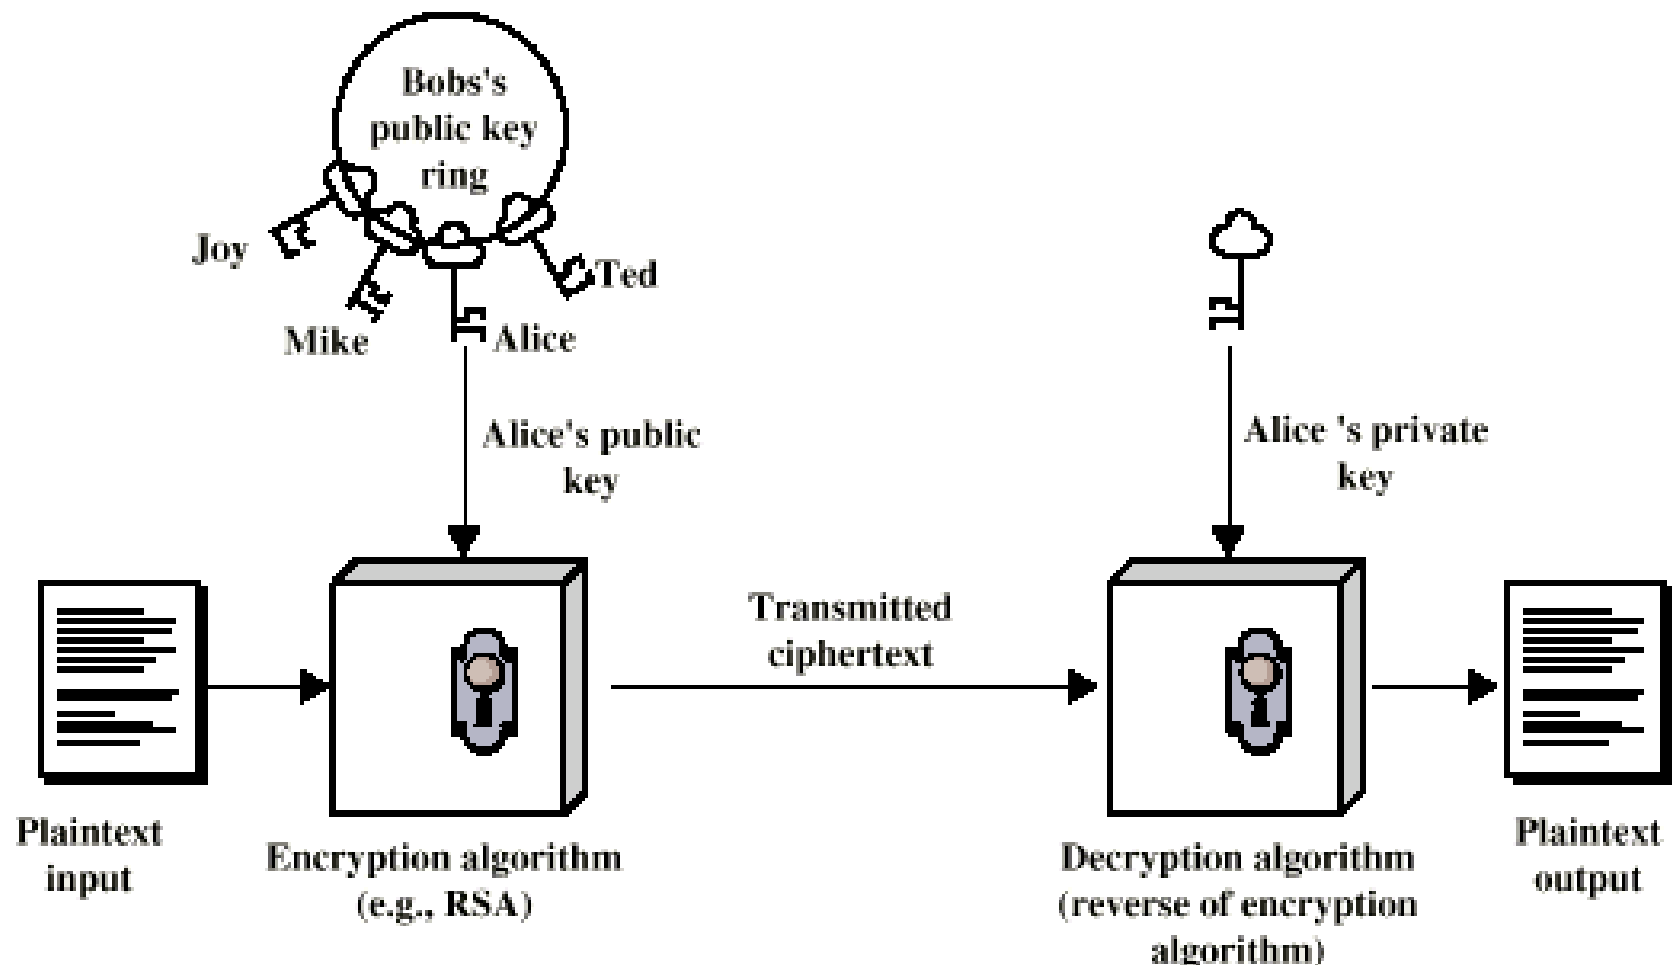 Bobs's
public key
ring
Joy
Ted
Mike
Alice
Alice's public
key
Alice 's private
key
Transmitted
ciphertext
Plaintext
input
Encryption algorithm
(e.g., RSA)
Decryption algorithm
(reverse of encryption
algorithm)
Plaintext
output